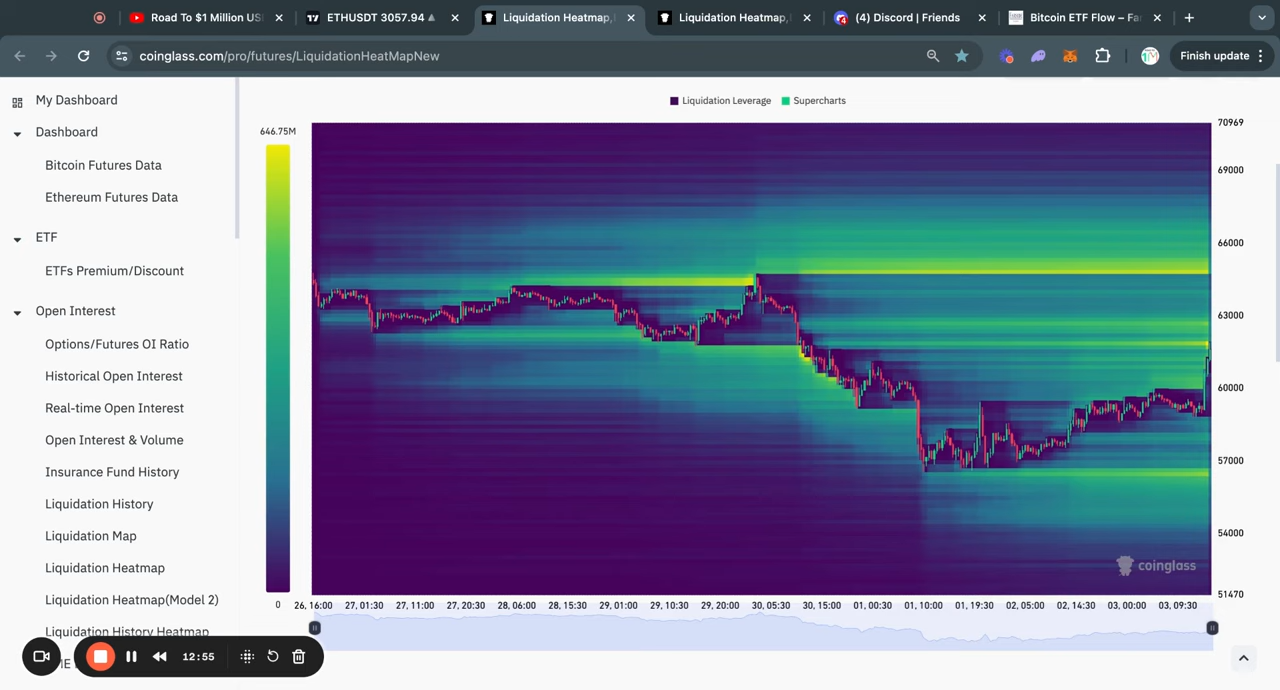 Road To $1 Million US
ETHUSDT 3057.94
Liquidation Heatmap,
Liquidation Heatmap,
(4) Discord | Friends
Bitcoin ETF Flow – Fa
coinglass.com/pro/futures/LiquidationHeatMapNew
Finish update
My Dashboard
Dashboard
Bitcoin Futures Data
Ethereum Futures Data
ETF
ETFs Premium/Discount
Open Interest
Options/Futures OI Ratio
Historical Open Interest
Real-time Open Interest
Open Interest & Volume
Insurance Fund History
Liquidation History
Liquidation Map
Liquidation Heatmap
Liquidation Heatmap(Model 2)
Liquidation History Heatmap
12:55
Liquidation Leverage
Supercharts
646.75M
0
70969
69000
66000
63000
60000
57000
54000
51470
coinglass
26, 16:00 27, 01:30 27, 11:00 27, 20:30 28, 06:00 28, 15:30 29, 01:00 29, 10:30 29, 20:00 30, 05:30 30, 15:00 01, 00:30 01, 10:00 01, 19:30 02, 05:00 02, 14:30 03, 00:00 03, 09:30